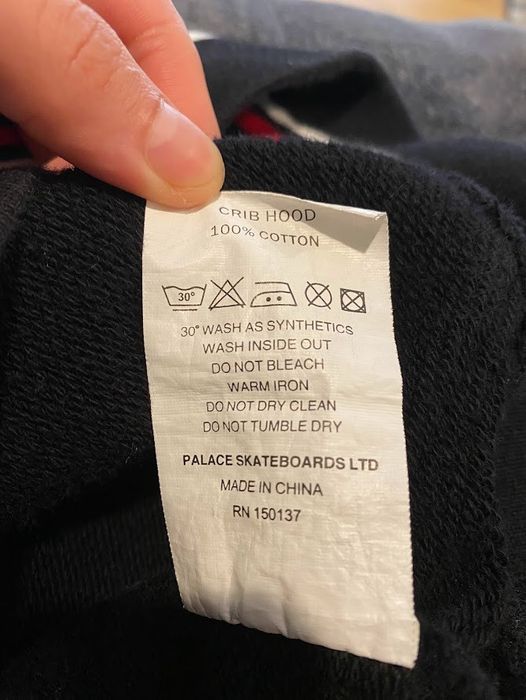 CRIB HOOD
100% COTTON
30°
30° WASH AS SYNTHETICS
WASH INSIDE OUT
DO NOT BLEACH
WARM IRON
DO NOT DRY CLEAN
DO NOT TUMBLE DRY
PALACE SKATEBOARDS LTD
MADE IN CHINA
RN 150137